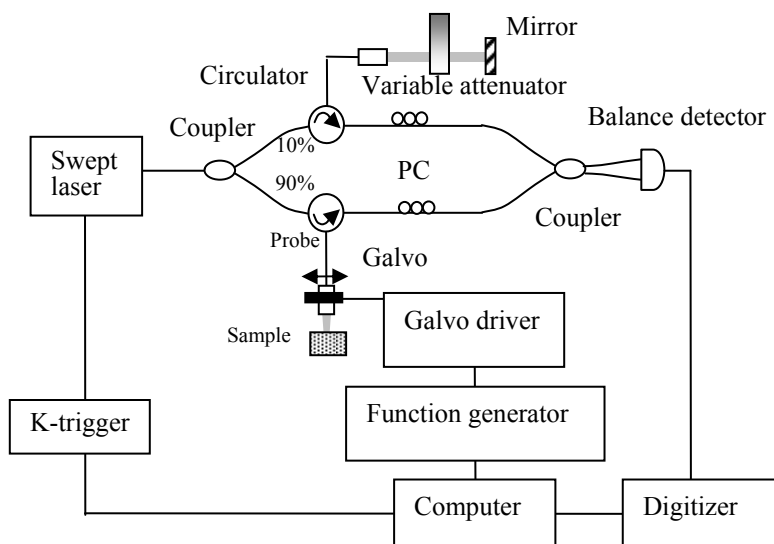 Mirror
Circulator
Variable attenuator
Coupler
Balance detector
10%
Swept
laser
PC
90%
Coupler
Probe
Galvo
Galvo driver
Sample
K-trigger
Function generator
Computer
Digitizer